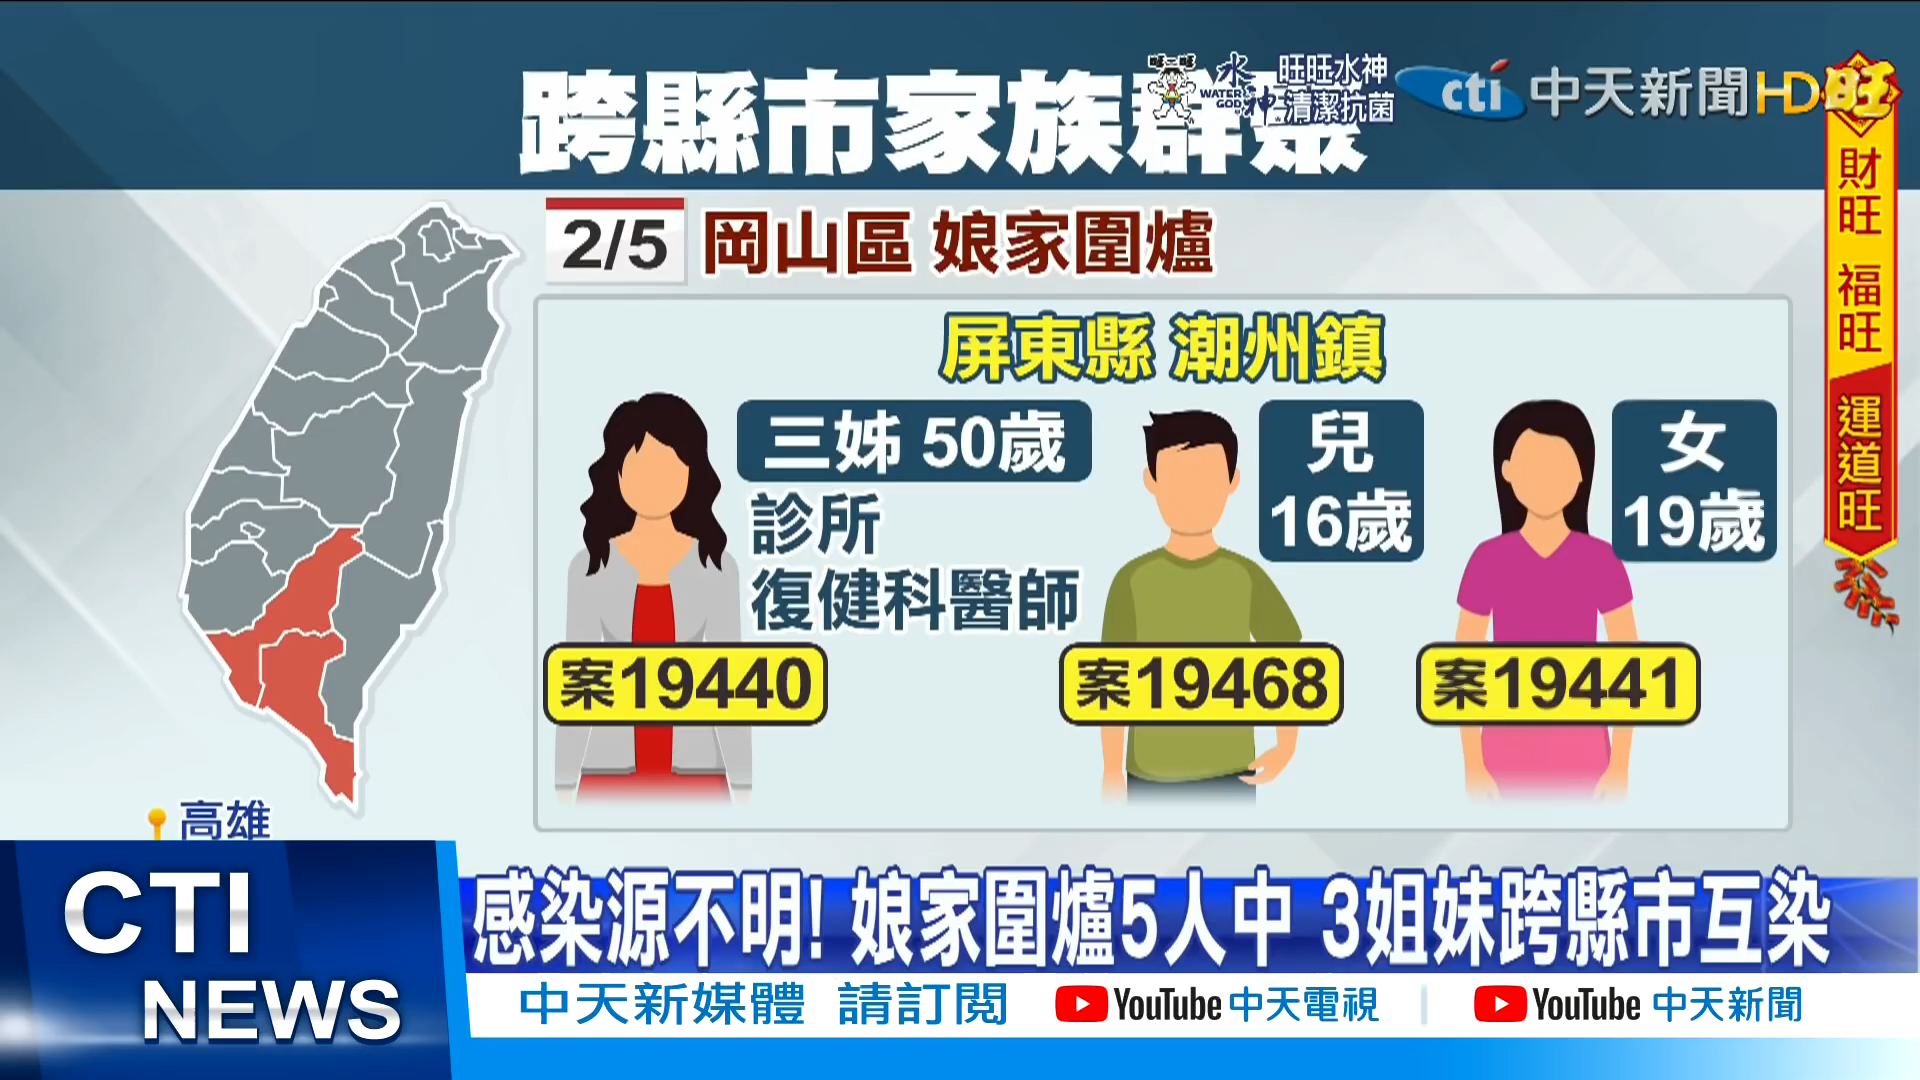 跨縣市家族群聚
旺旺水神
水神
WATER GOD
清潔抗菌
cti 中天新聞HD
旺
財旺 福旺 運道旺
2/5 岡山區 娘家圍爐
屏東縣 潮州鎮
三姊 50歲
診所
復健科醫師
兒
16歲
女
19歲
案19440
案19468
案19441
高雄
CTI
NEWS
感染源不明! 娘家圍爐5人中 3姐妹跨縣市互染
中天新媒體 請訂閱 YouTube 中天電視 YouTube 中天新聞